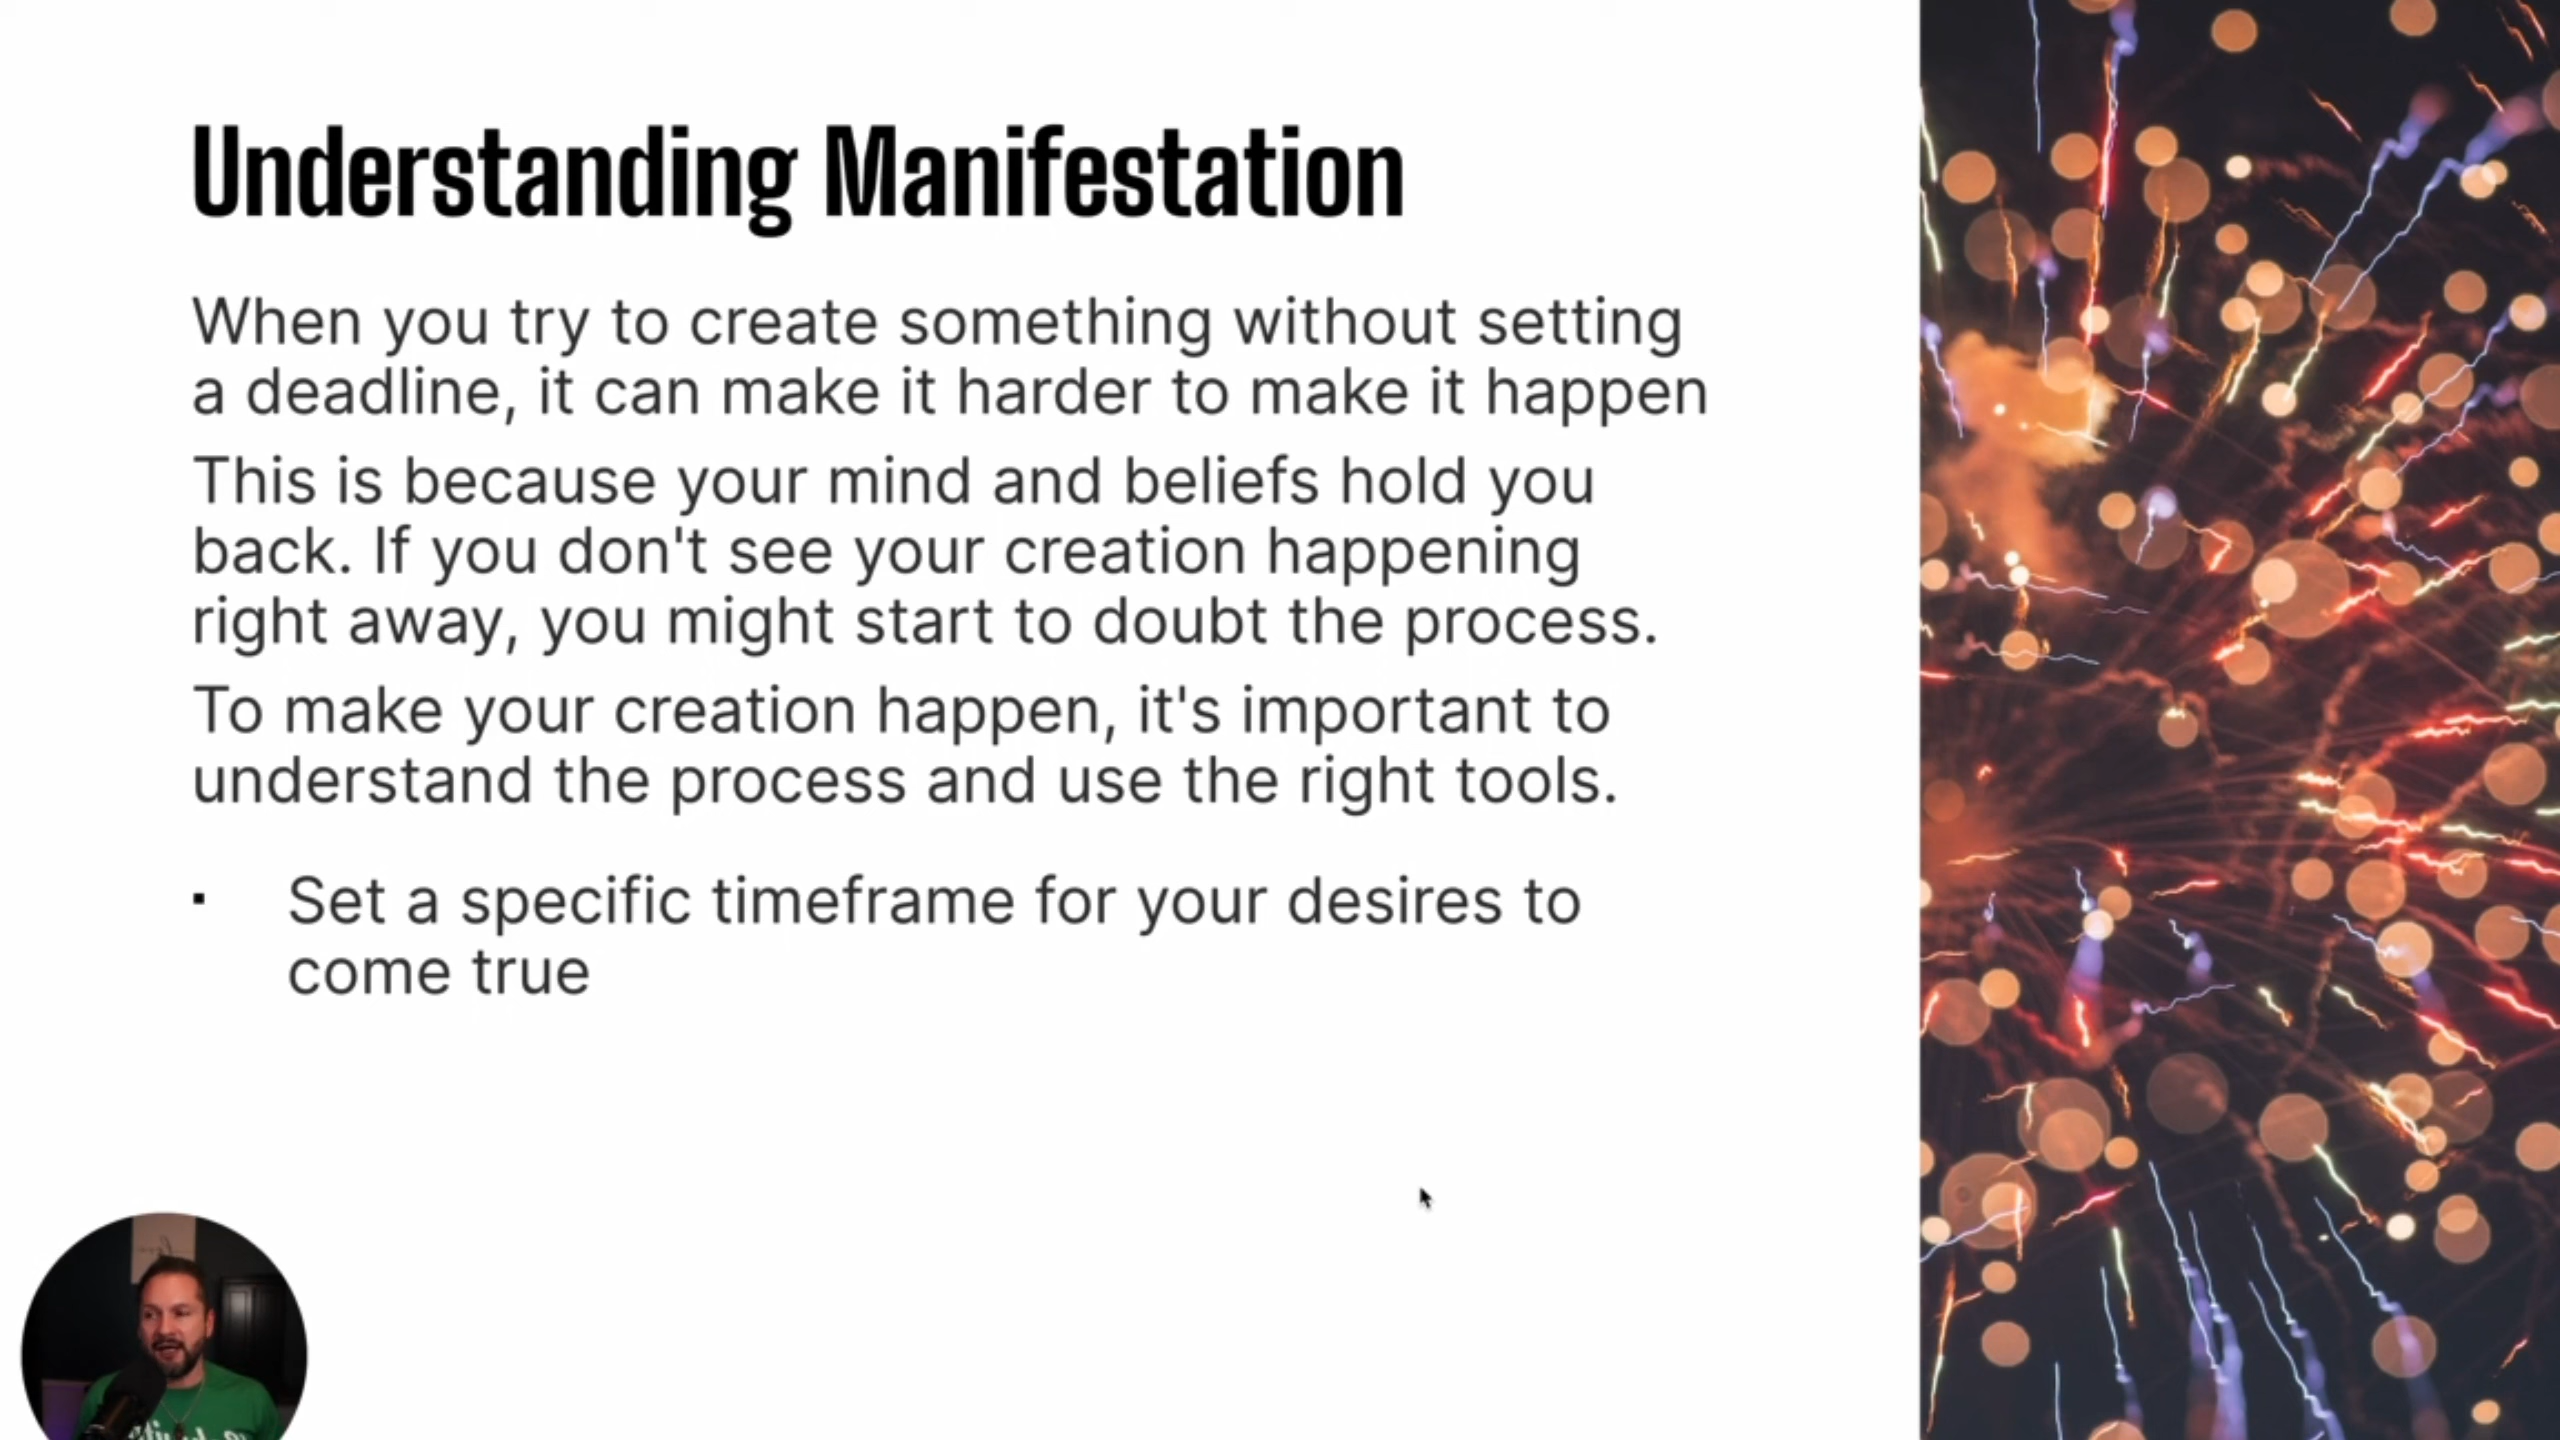 Understanding Manifestation
When you try to create something without setting
a deadline, it can make it harder to make it happen
This is because your mind and beliefs hold you
back. If you don't see your creation happening
right away, you might start to doubt the process.
To make your creation happen, it's important to
understand the process and use the right tools.
▪ Set a specific timeframe for your desires to
come true